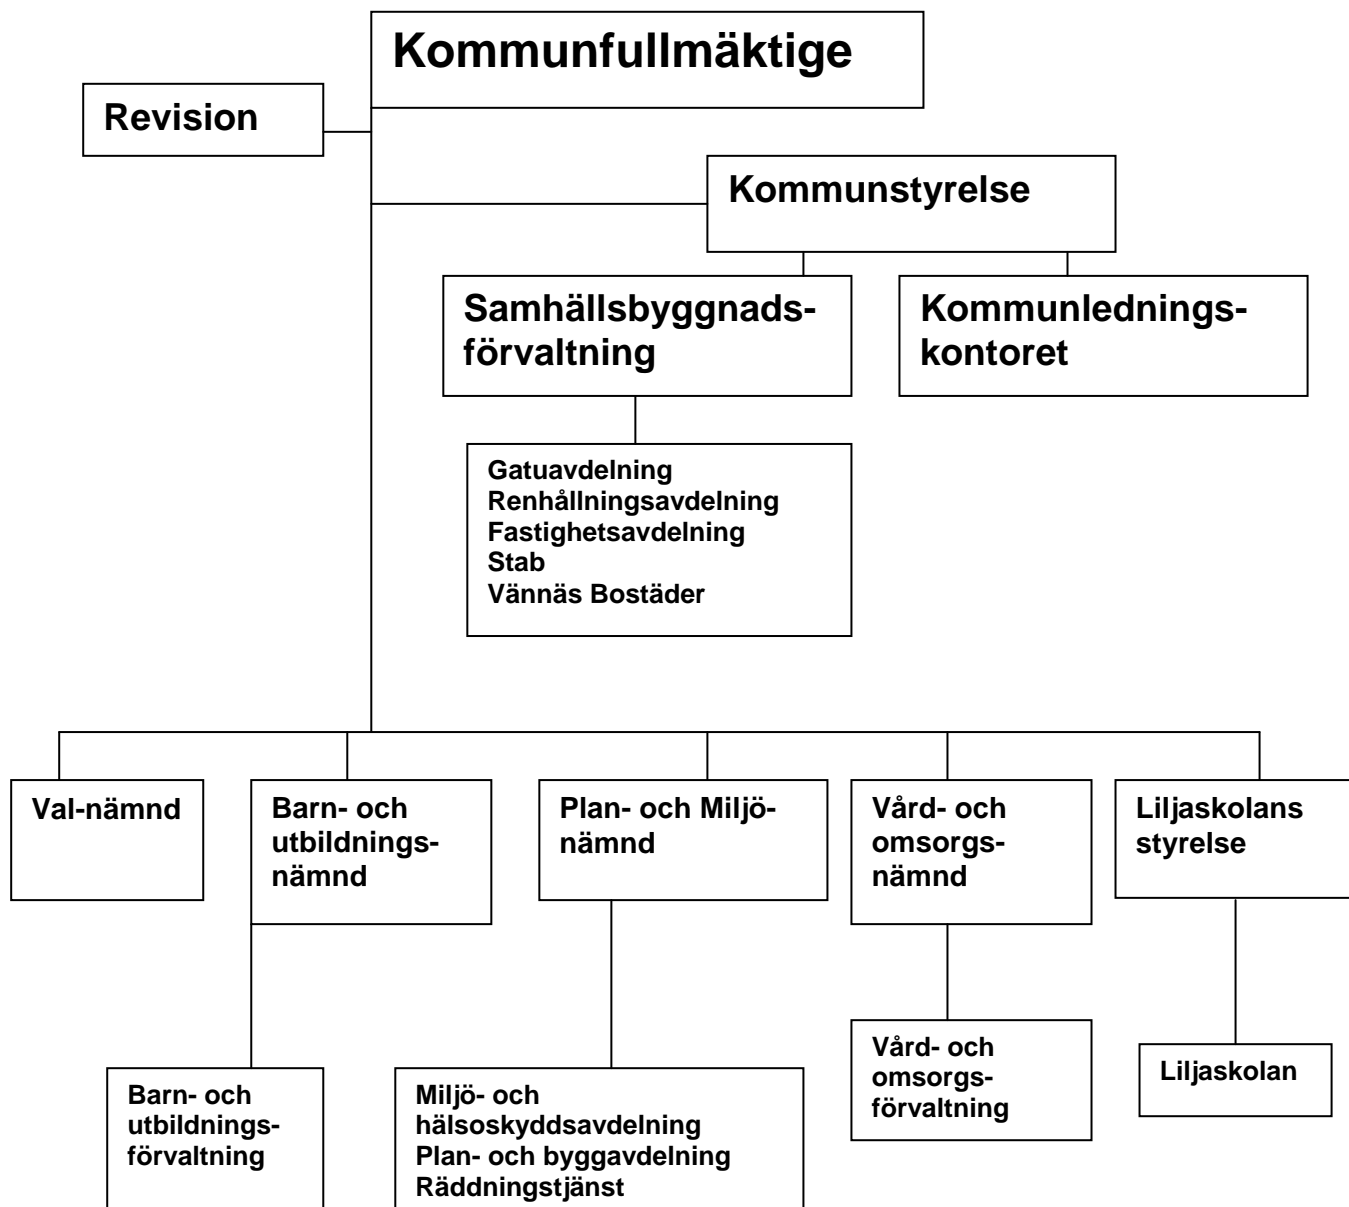 Kommunfullmäktige
Revision
Kommunstyrelse
Samhällsbyggnads-
förvaltning
Kommunlednings-
kontoret
Gatuavdelning
Renhållningsavdelning
Fastighetsavdelning
Stab
Vännäs Bostäder
Val-nämnd
Barn- och
utbildnings-
nämnd
Plan- och Miljö-
nämnd
Vård- och
omsorgs-
nämnd
Liljaskolans
styrelse
Barn- och
utbildnings-
förvaltning
Miljö- och
hälsoskyddsavdelning
Plan- och byggavdelning
Räddningstjänst
Vård- och
omsorgs-
förvaltning
Liljaskolan